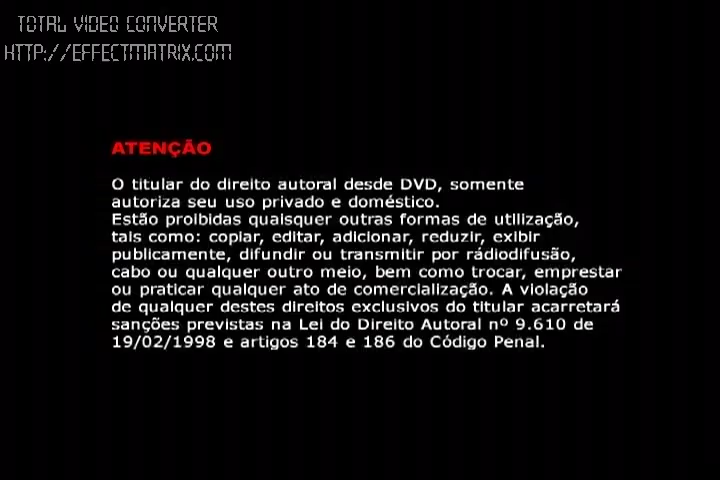 TOTAL VIDEO CONVERTER
HTTP://EFFECTMATRIX.COM
ATENÇÃO
O titular do direito autoral desde DVD, somente
autoriza seu uso privado e doméstico.
Estão proibidas quaisquer outras formas de utilização,
tais como: copiar, editar, adicionar, reduzir, exibir
publicamente, difundir ou transmitir por rádiodifusão,
cabo ou qualquer outro meio, bem como trocar, emprestar
ou praticar qualquer ato de comercialização. A violação
de qualquer destes direitos exclusivos do titular acarretará
sanções previstas na Lei do Direito Autoral nº 9.610 de
19/02/1998 e artigos 184 e 186 do Código Penal.